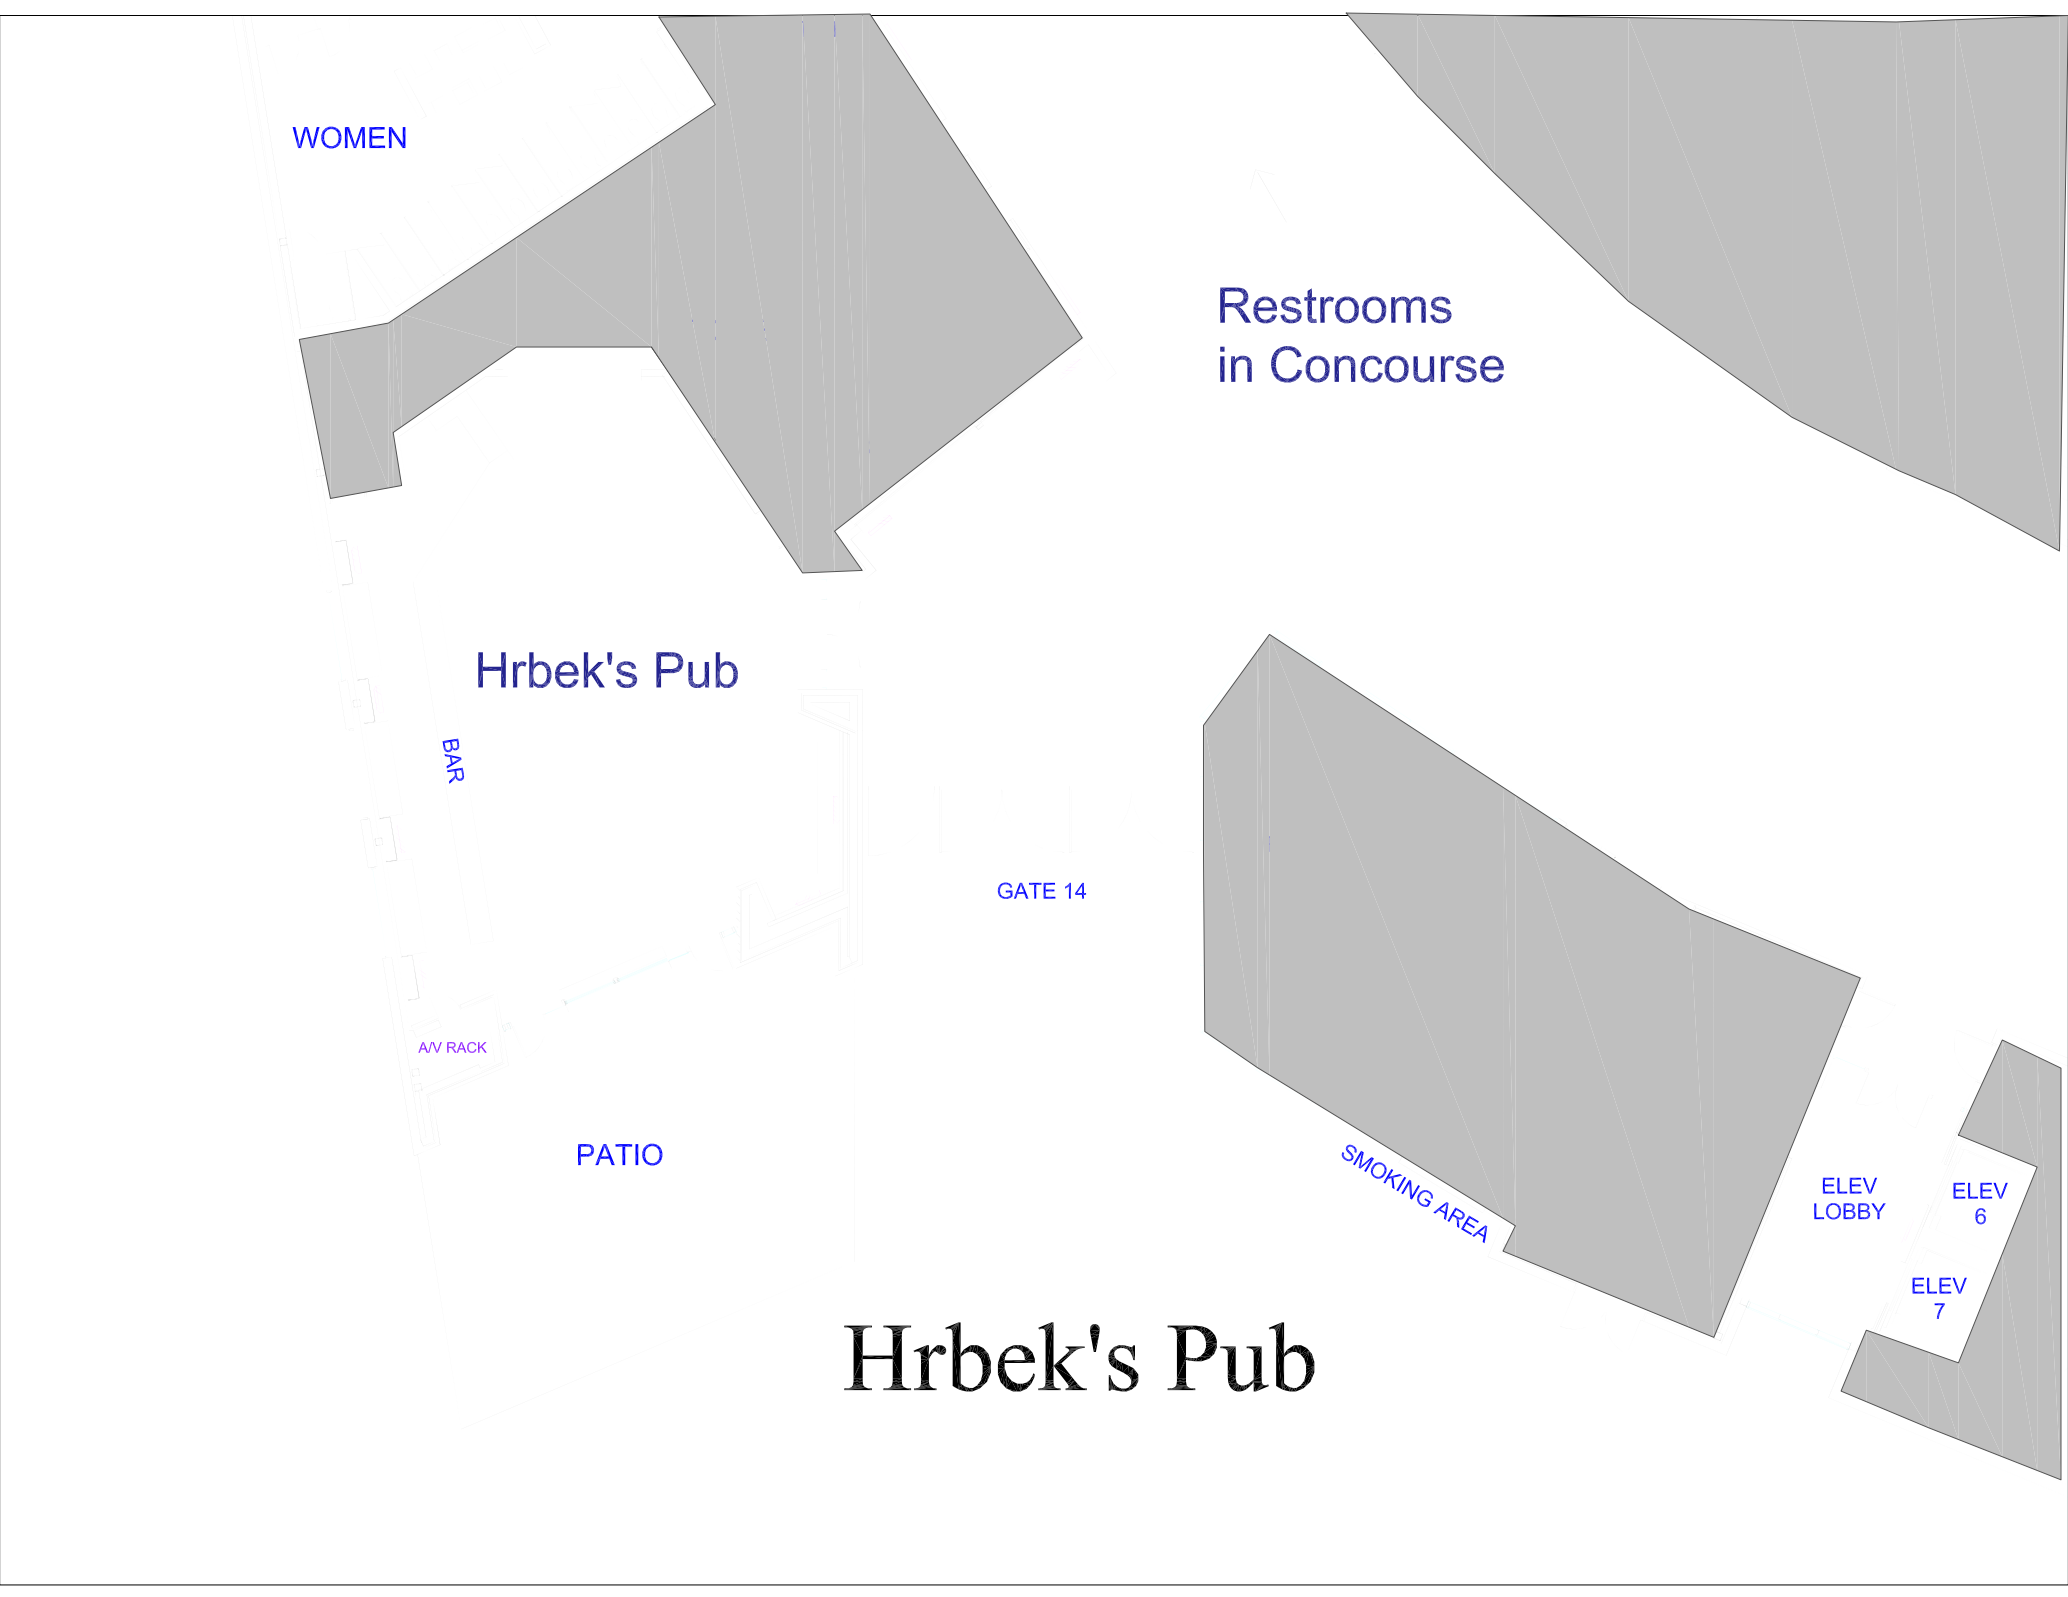 WOMEN
Restrooms
in Concourse
Hrbek's Pub
BAR
GATE 14
A/V RACK
PATIO
SMOKING AREA
ELEV
LOBBY
ELEV
6
ELEV
7
Hrbek's Pub